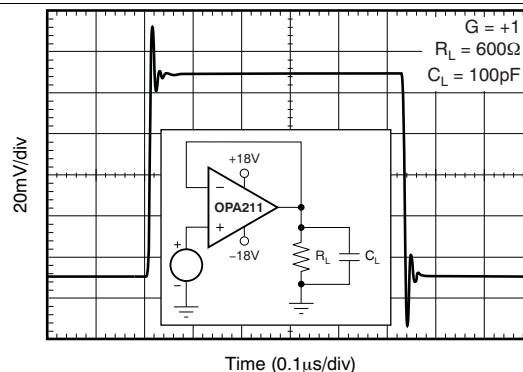 G = +1
R_L = 600Ω
C_L = 100pF
20mV/div
+18V
−
OPA211
+
−18V
+
−
R_L
C_L
Time (0.1μs/div)